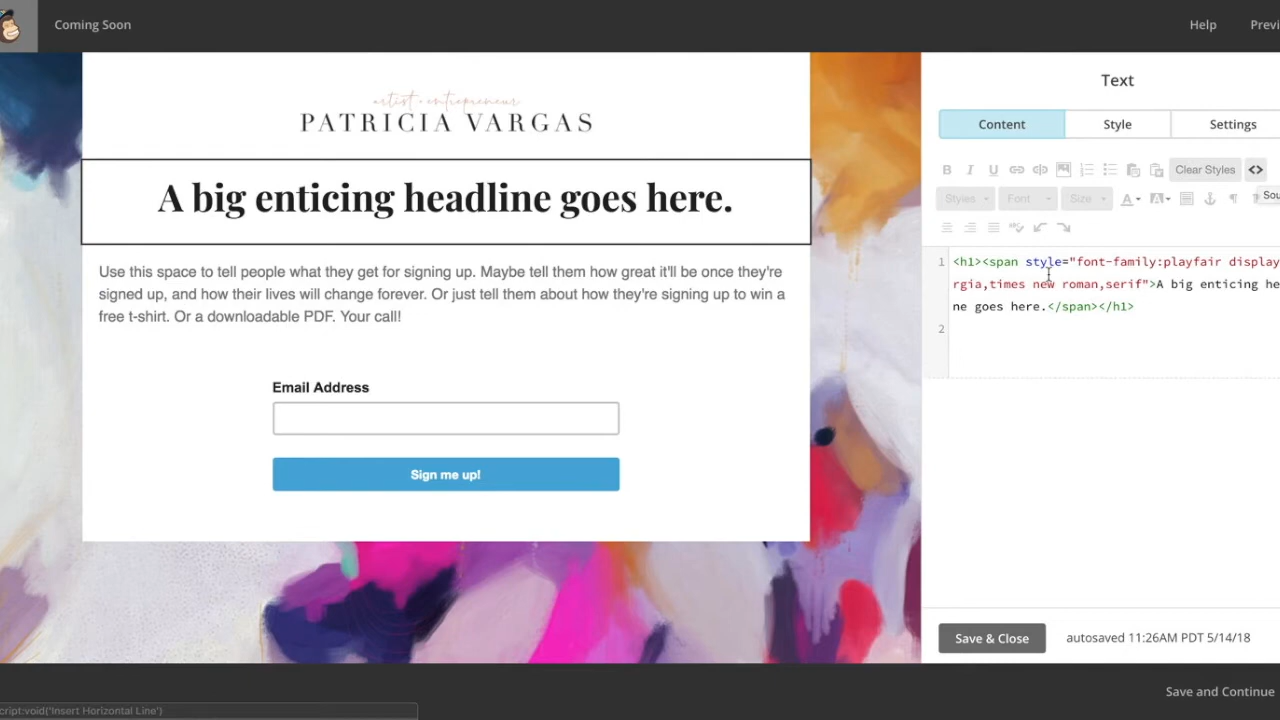 Coming Soon
Help
Previ
artist • entrepreneur
PATRICIA VARGAS
A big enticing headline goes here.
Use this space to tell people what they get for signing up. Maybe tell them how great it'll be once they're
signed up, and how their lives will change forever. Or just tell them about how they're signing up to win a
free t-shirt. Or a downloadable PDF. Your call!
Email Address
Sign me up!
Text
Content
Style
Settings
B I U
Clear Styles
<>
Styles
Font
Size
A
A
Sou
1 <h1><span style="font-family:playfair display
rgia,times new roman,serif">A big enticing he
ne goes here.</span></h1>
2
Save & Close
autosaved 11:26AM PDT 5/14/18
Save and Continue
cript:void('Insert Horizontal Line')